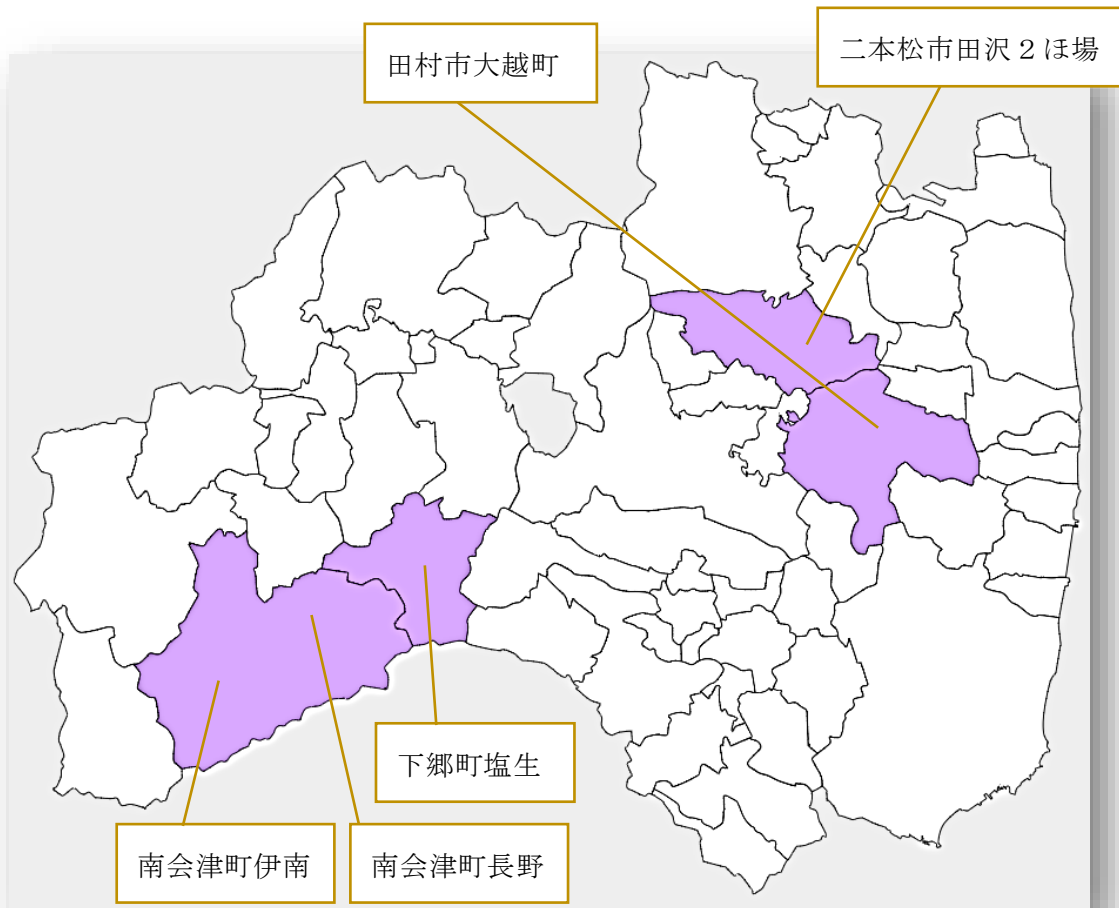 二本松市田沢２ほ場
田村市大越町
下郷町塩生
南会津町伊南
南会津町長野